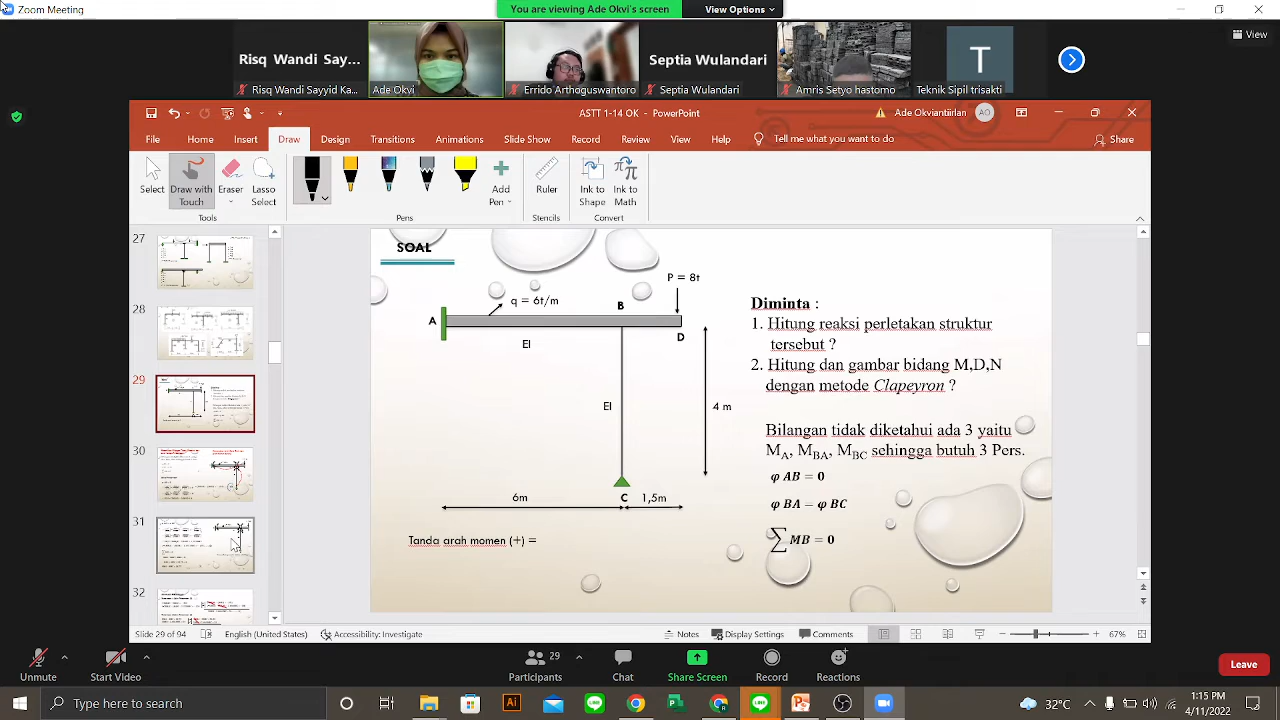 Zoom Meeting
You are viewing Ade Okvi's screen
View Options
View
Risq Wandi Say...
Septia Wulandari
T
Risq Wandi Sayyid Ka...
Ade Okvi
Errido Arthoguswantoro
Septia Wulandari
Amris Setyo hastomo
Teknik Sipil trisakti
ASTT 1-14 OK - PowerPoint
Ade Okviantiirlan
AO
File Home Insert Draw Design Transitions Animations Slide Show Record Review View Help Tell me what you want to do
Share
Select
Draw with Touch
Eraser
Lasso Select
Add Pen
Ruler
Ink to Shape
Ink to Math
Tools
Pens
Stencils
Convert
27
28
29
30
31
32
SOAL
P = 8t
q = 6t/m
B
A
D
EI
EI
4 m
6m
C
1,5m
Tanda arah momen (+) =
Diminta :
1. Hitung reaksi perletakan struktur
tersebut ?
2. Hitung dan gambar bidang M,D,N
dengan metode Clapeyron ?
Bilangan tidak diketahui ada 3 yaitu
MA, MBA, MBC sehingga butuh 3 Pers.
φ AB = 0
φ BA = φ BC
∑ MB = 0
Slide 29 of 94
English (United States)
Accessibility: Investigate
Notes
Display Settings
Comments
67%
Unmute
Start Video
29
Participants
Chat
Share Screen
Record
Reactions
Leave
Type here to search
32°C
1:15 PM
4/11/2022